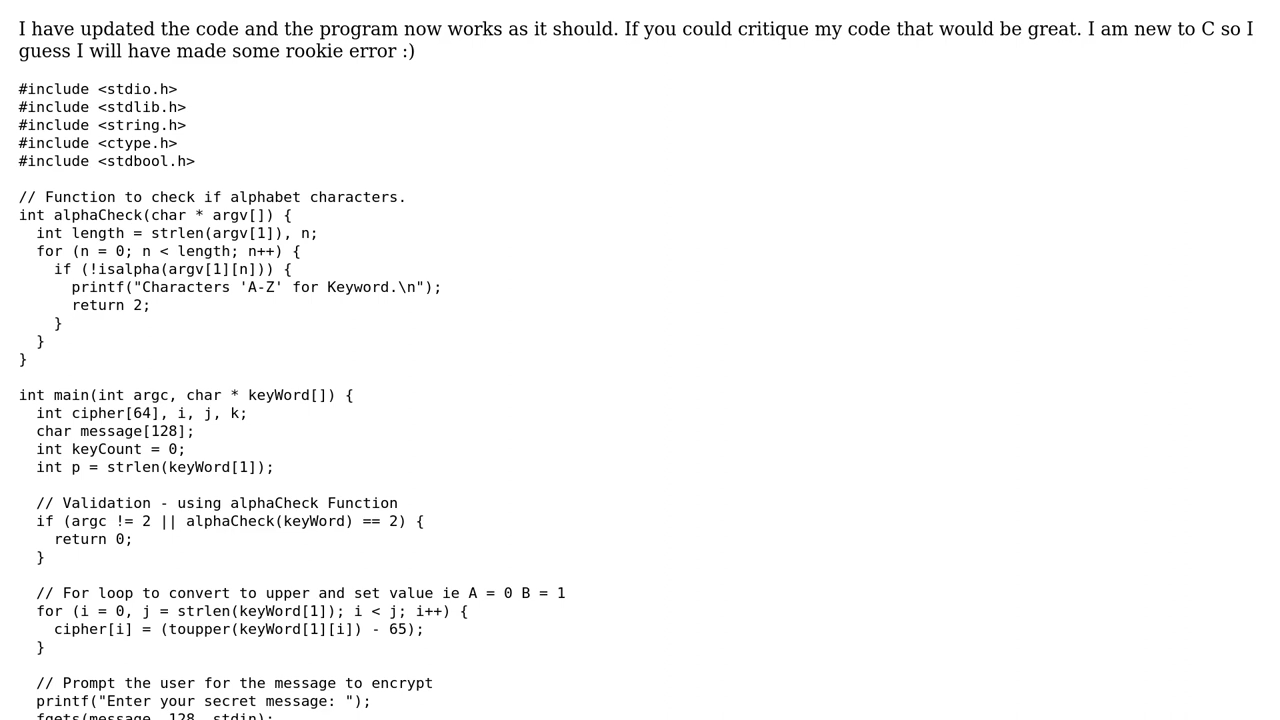 I have updated the code and the program now works as it should. If you could critique my code that would be great. I am new to C so I
guess I will have made some rookie error :)
#include <stdio.h>
#include <stdlib.h>
#include <string.h>
#include <ctype.h>
#include <stdbool.h>
// Function to check if alphabet characters.
int alphaCheck(char * argv[]) {
  int length = strlen(argv[1]), n;
  for (n = 0; n < length; n++) {
    if (!isalpha(argv[1][n])) {
      printf("Characters 'A-Z' for Keyword.\n");
      return 2;
    }
  }
}
int main(int argc, char * keyWord[]) {
  int cipher[64], i, j, k;
  char message[128];
  int keyCount = 0;
  int p = strlen(keyWord[1]);
  // Validation - using alphaCheck Function
  if (argc != 2 || alphaCheck(keyWord) == 2) {
    return 0;
  }
  // For loop to convert to upper and set value ie A = 0 B = 1
  for (i = 0, j = strlen(keyWord[1]); i < j; i++) {
    cipher[i] = (toupper(keyWord[1][i]) - 65);
  }
  // Prompt the user for the message to encrypt
  printf("Enter your secret message: ");
  fgets(message, 128, stdin);